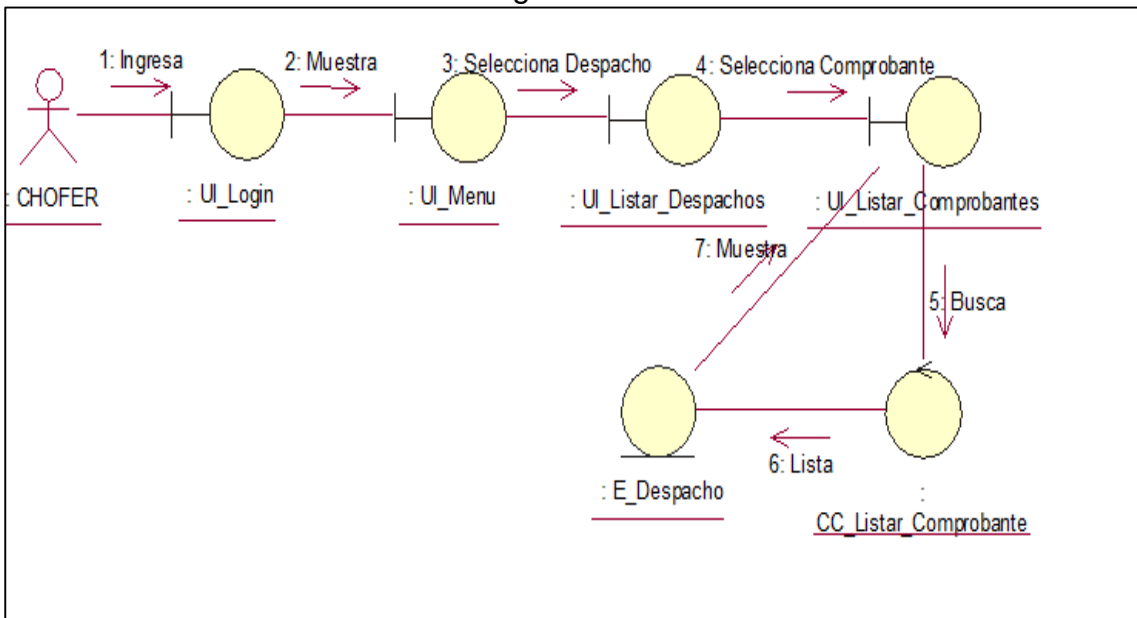 1: Ingresa
2: Muestra
3: Selecciona Despacho
4: Selecciona Comprobante
: CHOFER
: UI_Login
: UI_Menu
: UI_Listar_Despachos
: UI_Listar_Comprobantes
7: Muestra
5: Busca
6: Lista
: E_Despacho
:
CC_Listar_Comprobante